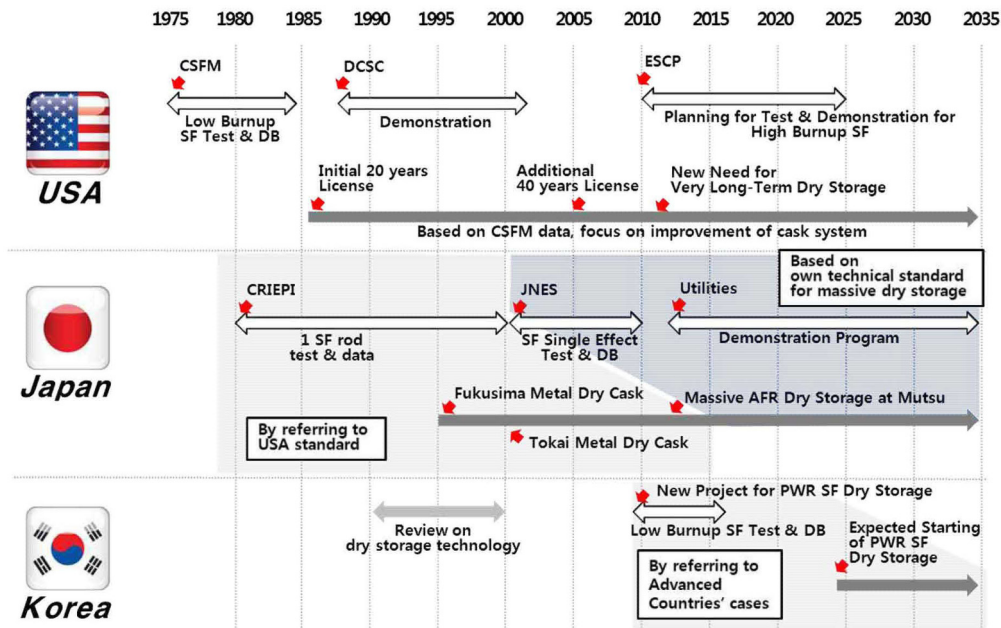 1975 1980 1985 1990 1995 2000 2005 2010 2015 2020 2025 2030 2035
CSFM
Low Burnup
SF Test & DB
DCSC
Demonstration
ESCP
Planning for Test & Demonstration for
High Burnup SF
USA
Initial 20 years
License
Additional
40 years License
New Need for
Very Long-Term Dry Storage
Based on CSFM data, focus on improvement of cask system
Based on
own technical standard
for massive dry storage
CRIEPI
1 SF rod
test & data
JNES
SF Single Effect
Test & DB
Utilities
Demonstration Program
Japan
Fukusima Metal Dry Cask
Massive AFR Dry Storage at Mutsu
By referring to
USA standard
Tokai Metal Dry Cask
New Project for PWR SF Dry Storage
Review on
dry storage technology
Low Burnup SF Test & DB
Expected Starting
of PWR SF
Dry Storage
By referring to
Advanced
Countries' cases
Korea